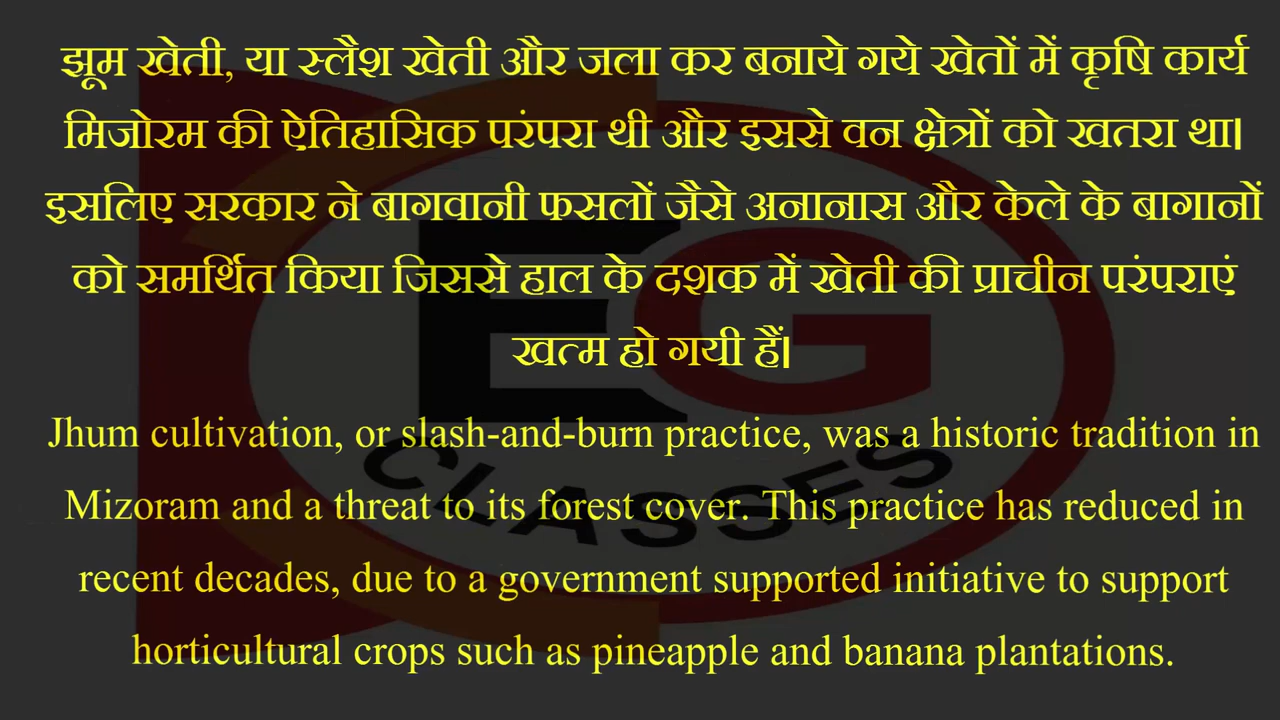 झूम खेती, या स्लैश खेती और जला कर बनाये गये खेतों में कृषि कार्य
मिजोरम की ऐतिहासिक परंपरा थी और इससे वन क्षेत्रों को खतरा था।
इसलिए सरकार ने बागवानी फसलों जैसे अनानास और केले के बागानों
को समर्थित किया जिससे हाल के दशक में खेती की प्राचीन परंपराएं
खत्म हो गयी हैं।
Jhum cultivation, or slash-and-burn practice, was a historic tradition in
Mizoram and a threat to its forest cover. This practice has reduced in
recent decades, due to a government supported initiative to support
horticultural crops such as pineapple and banana plantations.
EG
CLASSES